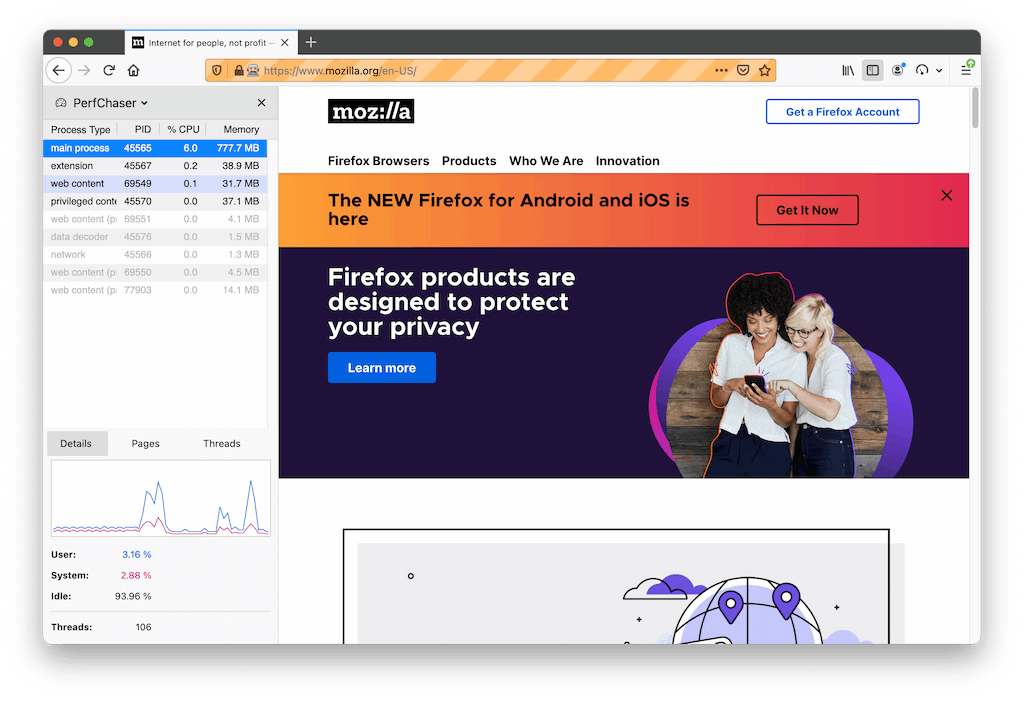 Internet for people, not profit —
https://www.mozilla.org/en-US/
PerfChaser
Process Type PID % CPU Memory
main process 45565 6.0 777.7 MB
extension 45567 0.2 38.9 MB
web content 69549 0.1 31.7 MB
privileged conte 45570 0.0 37.1 MB
web content (p 69551 0.0 4.1 MB
data decoder 45576 0.0 1.5 MB
network 45566 0.0 1.3 MB
web content (p 69550 0.0 4.5 MB
web content (p 77903 0.0 14.1 MB
Details Pages Threads
User: 3.16 %
System: 2.88 %
Idle: 93.96 %
Threads: 106
moz://a
Get a Firefox Account
Firefox Browsers Products Who We Are Innovation
The NEW Firefox for Android and iOS is
here
Get It Now
Firefox products are
designed to protect
your privacy
Learn more